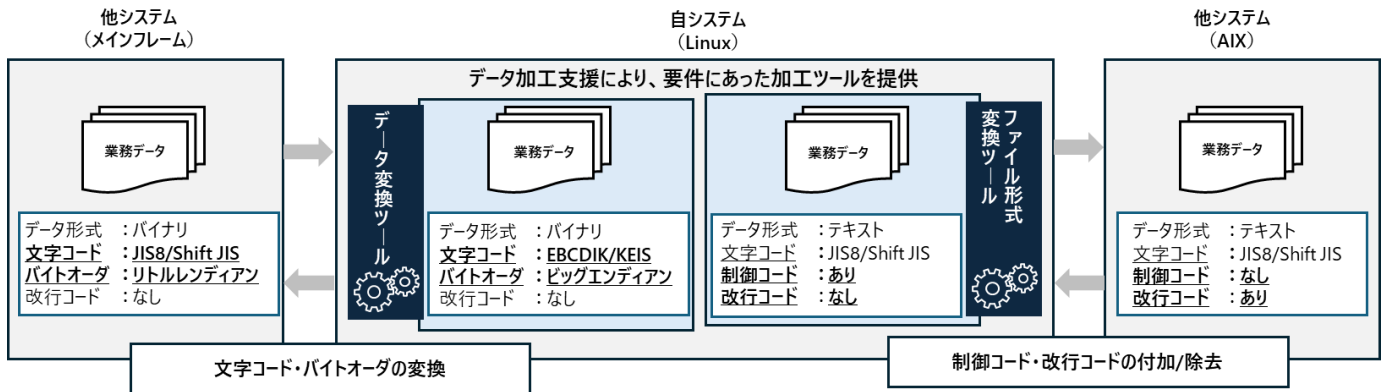 他システム
（メインフレーム）
自システム
（Linux）
他システム
（AIX）
データ加工支援により、要件にあった加工ツールを提供
業務データ
データ形式　：バイナリ
文字コード　：JIS8/Shift JIS
バイトオーダ　：リトルレンディアン
改行コード　：なし
データ変換ツール
業務データ
データ形式　：バイナリ
文字コード　：EBCDIK/KEIS
バイトオーダ　：ビッグエンディアン
改行コード　：なし
業務データ
データ形式　：テキスト
文字コード　：JIS8/Shift JIS
制御コード　：あり
改行コード　：なし
ファイル形式
変換ツール
業務データ
データ形式　：テキスト
文字コード　：JIS8/Shift JIS
制御コード　：なし
改行コード　：あり
文字コード・バイトオーダの変換
制御コード・改行コードの付加/除去